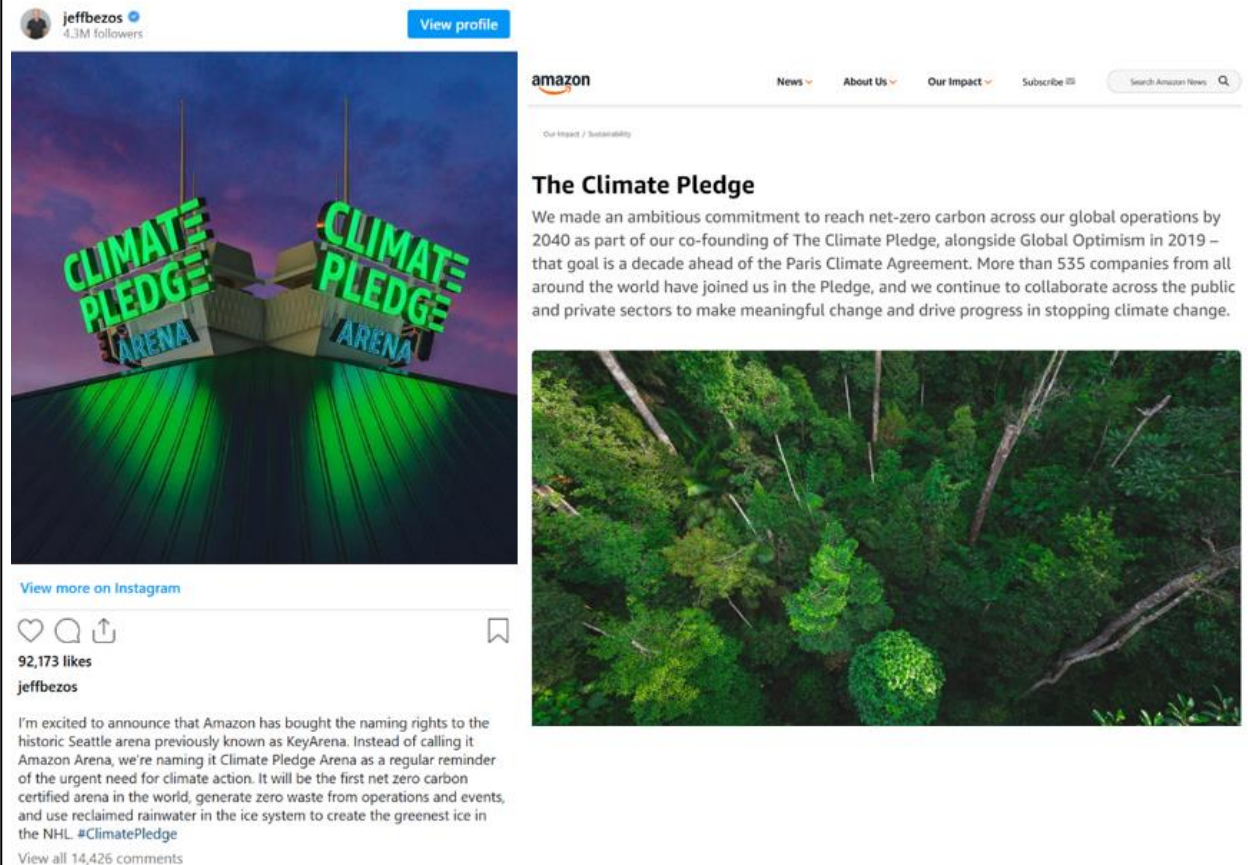 jeffbezos
4.3M followers
View profile
CLIMATE
PLEDGE
ARENA
CLIMATE
PLEDGE
ARENA
View more on Instagram
92,173 likes
jeffbezos
I'm excited to announce that Amazon has bought the naming rights to the
historic Seattle arena previously known as KeyArena. Instead of calling it
Amazon Arena, we're naming it Climate Pledge Arena as a regular reminder
of the urgent need for climate action. It will be the first net zero carbon
certified arena in the world, generate zero waste from operations and events,
and use reclaimed rainwater in the ice system to create the greenest ice in
the NHL. #ClimatePledge
View all 14,426 comments
amazon
News
About Us
Our Impact
Subscribe
Search Amazon News
Our Impact / Sustainability
The Climate Pledge
We made an ambitious commitment to reach net-zero carbon across our global operations by
2040 as part of our co-founding of The Climate Pledge, alongside Global Optimism in 2019 –
that goal is a decade ahead of the Paris Climate Agreement. More than 535 companies from all
around the world have joined us in the Pledge, and we continue to collaborate across the public
and private sectors to make meaningful change and drive progress in stopping climate change.